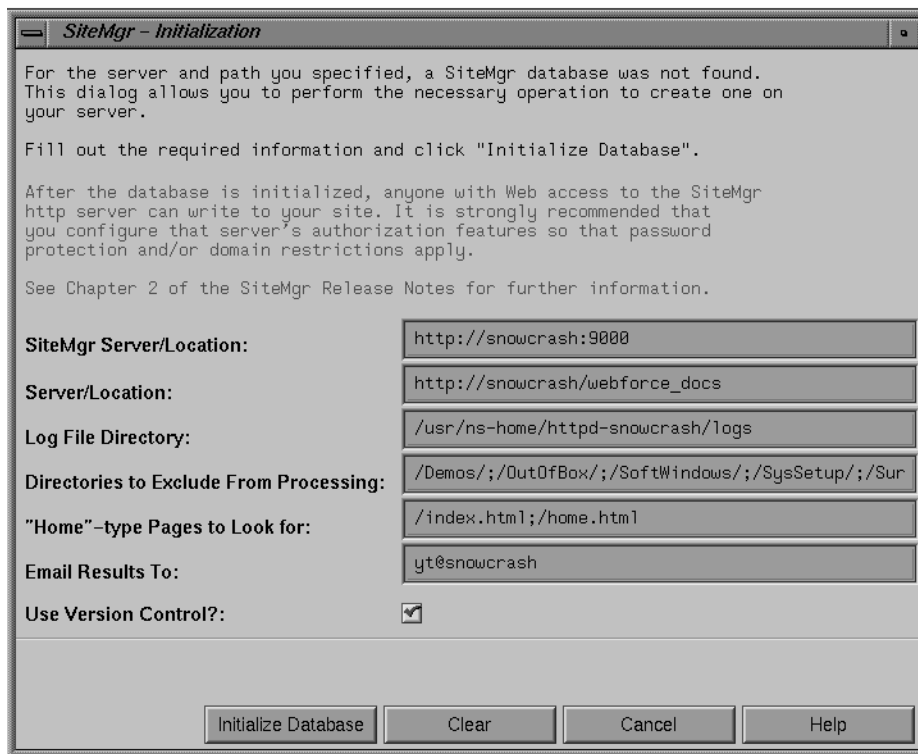 SiteMgr – Initialization
For the server and path you specified, a SiteMgr database was not found.
This dialog allows you to perform the necessary operation to create one on
your server.
Fill out the required information and click "Initialize Database".
After the database is initialized, anyone with Web access to the SiteMgr
http server can write to your site. It is strongly recommended that
you configure that server's authorization features so that password
protection and/or domain restrictions apply.
See Chapter 2 of the SiteMgr Release Notes for further information.
SiteMgr Server/Location: http://snowcrash:9000
Server/Location: http://snowcrash/webforce_docs
Log File Directory: /usr/ns-home/httpd-snowcrash/logs
Directories to Exclude From Processing: /Demos/;/OutOfBox/;/SoftWindows/;/SysSetup/;/Sur
"Home"–type Pages to Look for: /index.html;/home.html
Email Results To: yt@snowcrash
Use Version Control?:
Initialize Database Clear Cancel Help